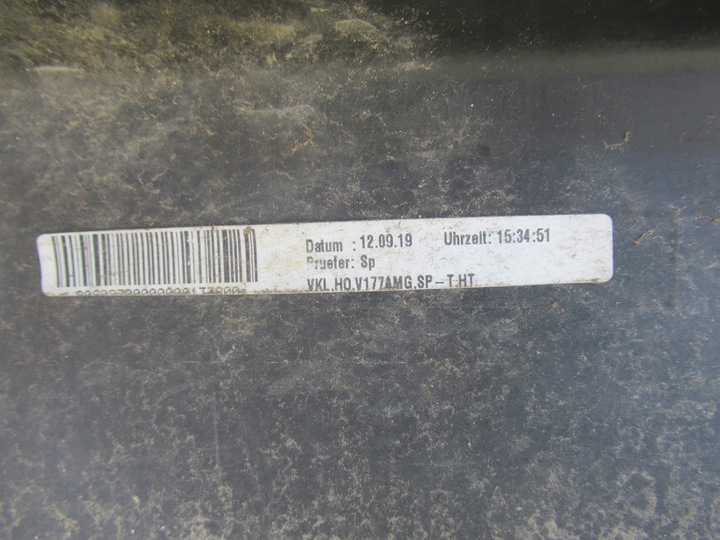 Datum : 12.09.19 Uhrzeit: 15:34:51
Pruefer: Sp
VKL.HO.V177AMG.SP-T.HT